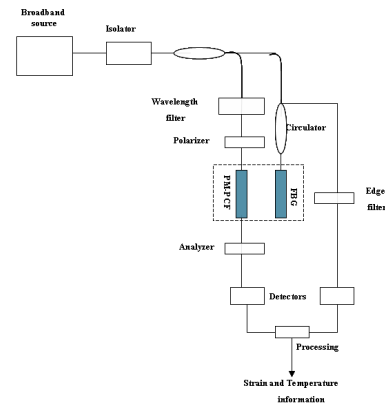 Broadband
source
Isolator
Wavelength
filter
Circulator
Polarizer
PM-PCF
FBG
Edge
filter
Analyzer
Detectors
Processing
Strain and Temperature
information